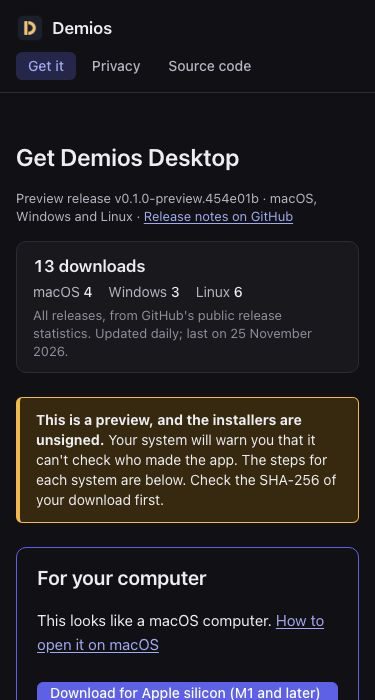 Demios
Get it Privacy Source code
Get Demios Desktop
Preview release v0.1.0-preview.454e01b · macOS,
Windows and Linux · Release notes on GitHub
13 downloads
macOS 4 Windows 3 Linux 6
All releases, from GitHub's public release
statistics. Updated daily; last on 25 November
2026.
This is a preview, and the installers are
unsigned. Your system will warn you that it
can't check who made the app. The steps for
each system are below. Check the SHA-256 of
your download first.
For your computer
This looks like a macOS computer. How to
open it on macOS
Download for Apple silicon (M1 and later)